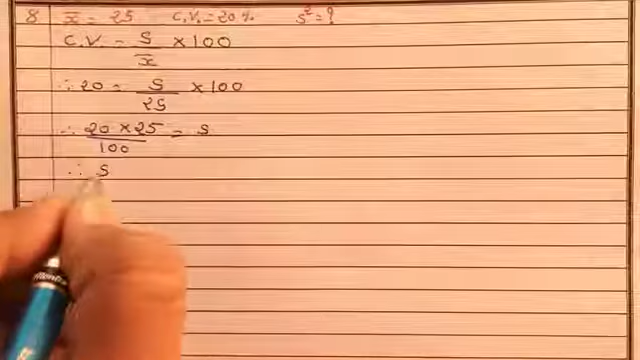 8 x̄ = 25 C.V. = 20% s² = ?
C.V. = s/x̄ × 100
∴ 20 = s/25 × 100
∴ 20 × 25/100 = s
∴ s